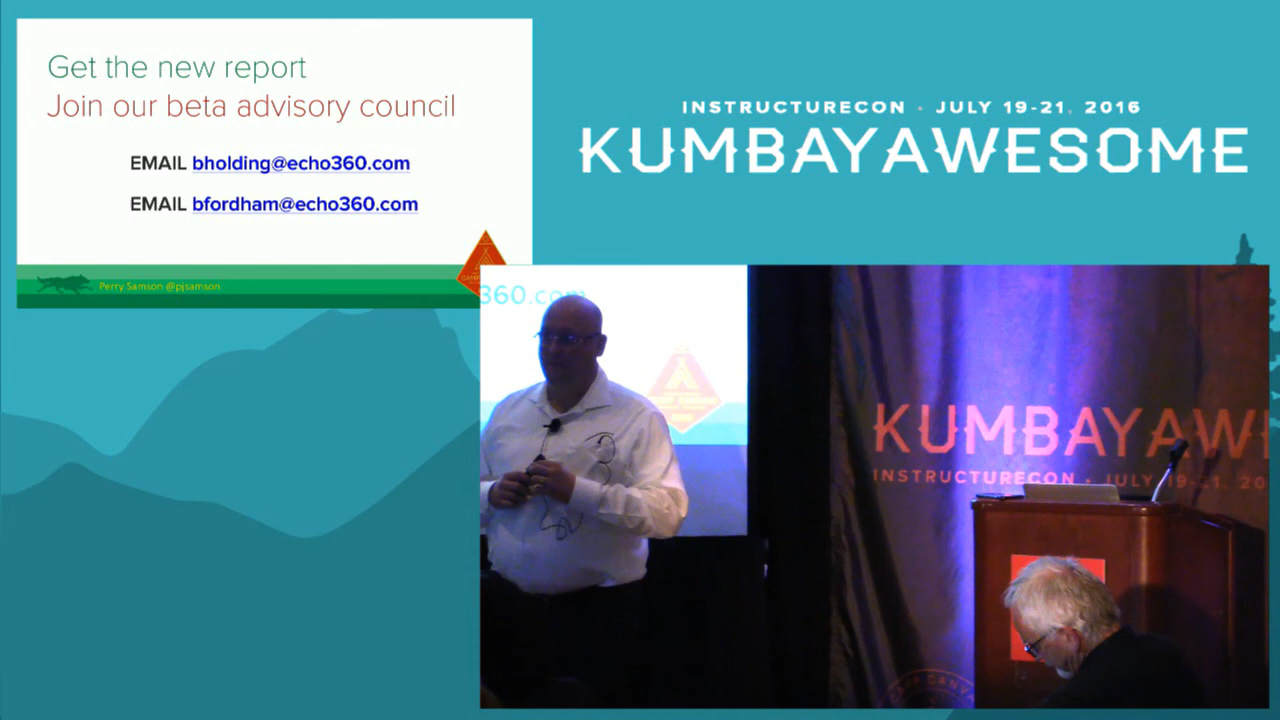 Get the new report
Join our beta advisory council
EMAIL bholding@echo360.com
EMAIL bfordham@echo360.com
Perry Samson @pjsamson
INSTRUCTURECON • JULY 19-21, 2016
KUMBAYAWESOME
360.com
KUMBAYAWE
INSTRUCTURECON • JULY 19-21, 20